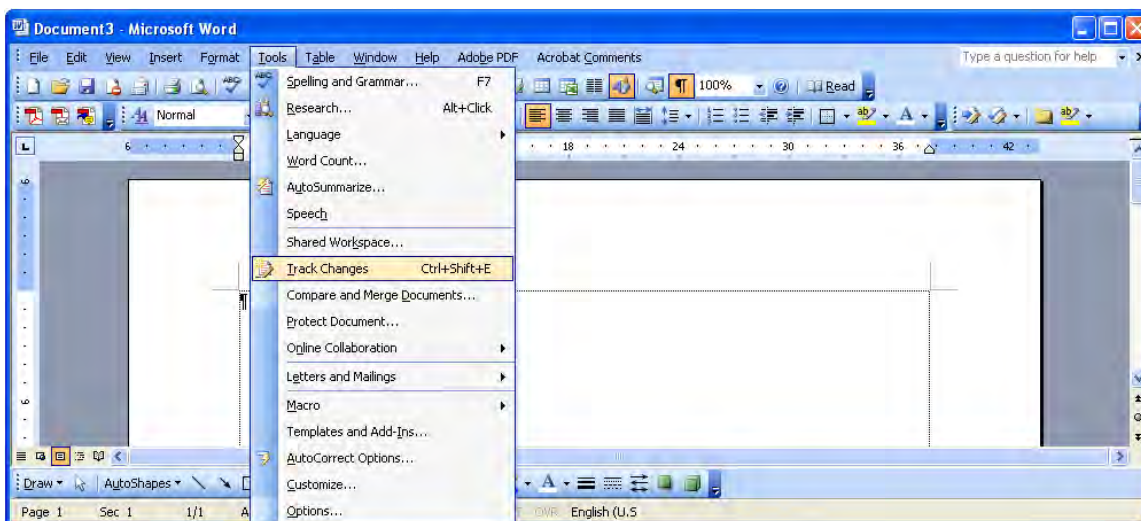 Document3 - Microsoft Word
File Edit View Insert Format Tools Table Window Help Adobe PDF Acrobat Comments Type a question for help
100% Read
Normal
6 18 24 30 36 42
Spelling and Grammar... F7
Research... Alt+Click
Language
Word Count...
AutoSummarize...
Speech
Shared Workspace...
Track Changes Ctrl+Shift+E
Compare and Merge Documents...
¶
Protect Document...
Online Collaboration
Letters and Mailings
Macro
Templates and Add-Ins...
AutoCorrect Options...
Draw AutoShapes
Customize...
Page 1 Sec 1 1/1 A
Options...
OVR English (U.S